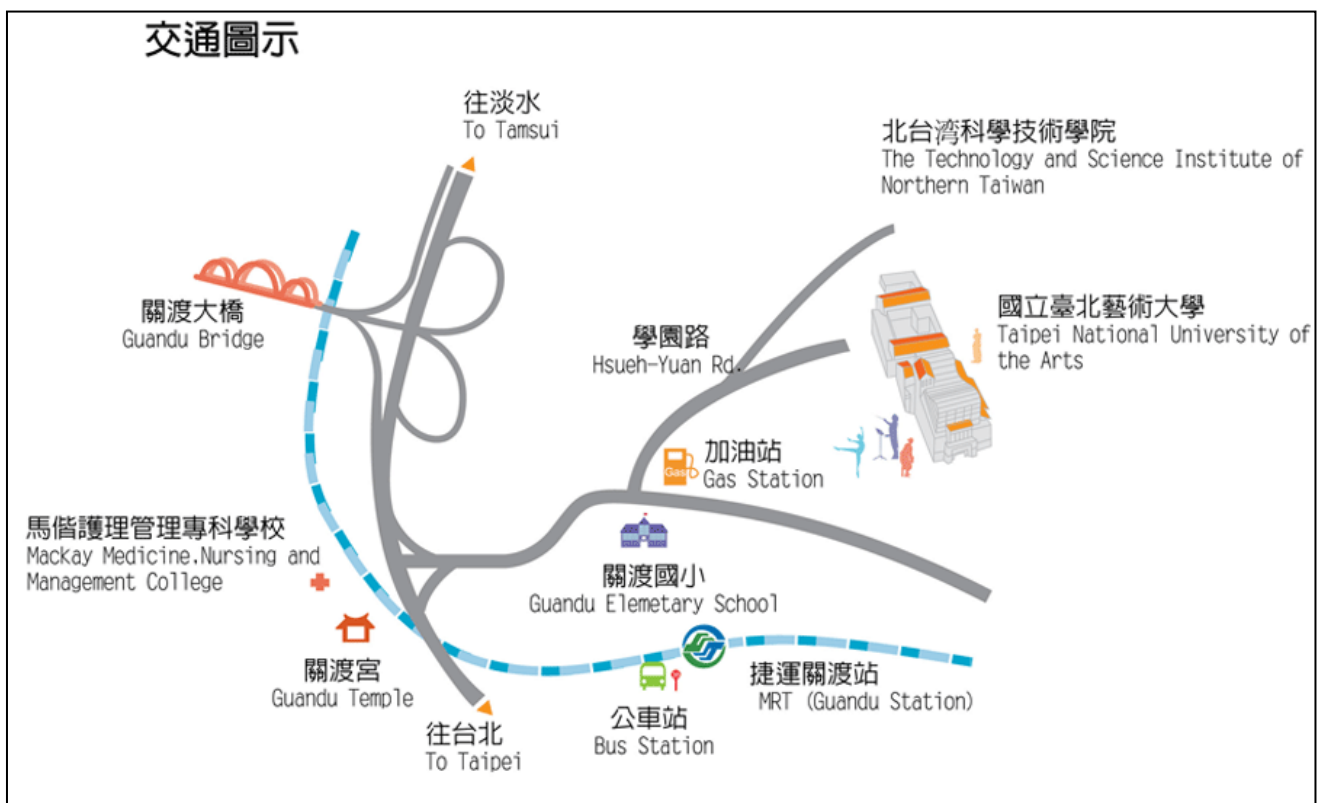 交通圖示
往淡水
To Tamsui
北台湾科學技術學院
The Technology and Science Institute of
Northern Taiwan
關渡大橋
Guandu Bridge
學園路
Hsueh-Yuan Rd.
國立臺北藝術大學
Taipei National University of
the Arts
Gas
加油站
Gas Station
馬偕護理管理專科學校
Mackay Medicine.Nursing and
Management College
關渡國小
Guandu Elemetary School
關渡宮
Guandu Temple
捷運關渡站
MRT (Guandu Station)
公車站
Bus Station
往台北
To Taipei